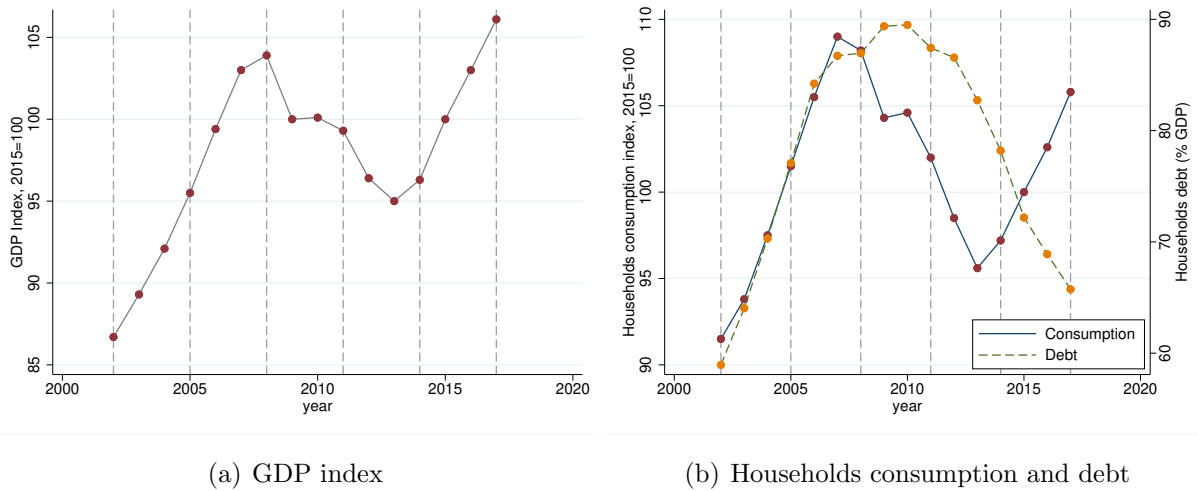 GDP Index, 2015=100
105
100
95
90
85
2000
2005
2010
2015
2020
year
(a) GDP index
Households consumption index, 2015=100
110
105
100
95
90
Households debt (% GDP)
90
80
70
60
Consumption
Debt
2000
2005
2010
2015
2020
year
(b) Households consumption and debt